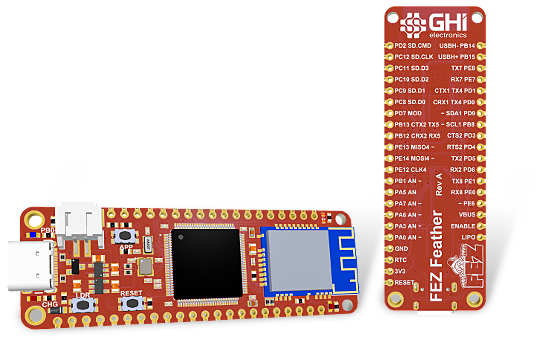 GHI
electronics
PD2 SD.CMD USBH- PB14
PC12 SD.CLK USBH+ PB15
PC11 SD.D3 TX7 PE8
PC10 SD.D2 RX7 PE7
PC9 SD.D1 CTX1 TX4 PD1
PC8 SD.D0 CRX1 TX4 PD0
PD7 MOD ~SDA1 PD9
PB13 CTX2 TX5 ~SCL1 PB8
PB12 CRX2 RX5 CTS2 PD3
PE13 MISO4 ~ RTS2 PD4
PE14 MOSI4 ~ TX2 PD5
PE12 CLK4 RX2 PD6
PB1 AN ~ TX8 PE1
PA5 AN RX8 PE0
PA7 AN ~ ~PE6
PA6 AN ~ VBUS
PA3 AN ~ ENABLE
PA0 AN ~ LIPO
GND
RTC
3V3
RESET
FEZ Feather
Rev A
APP
CHG
LDR
RESET